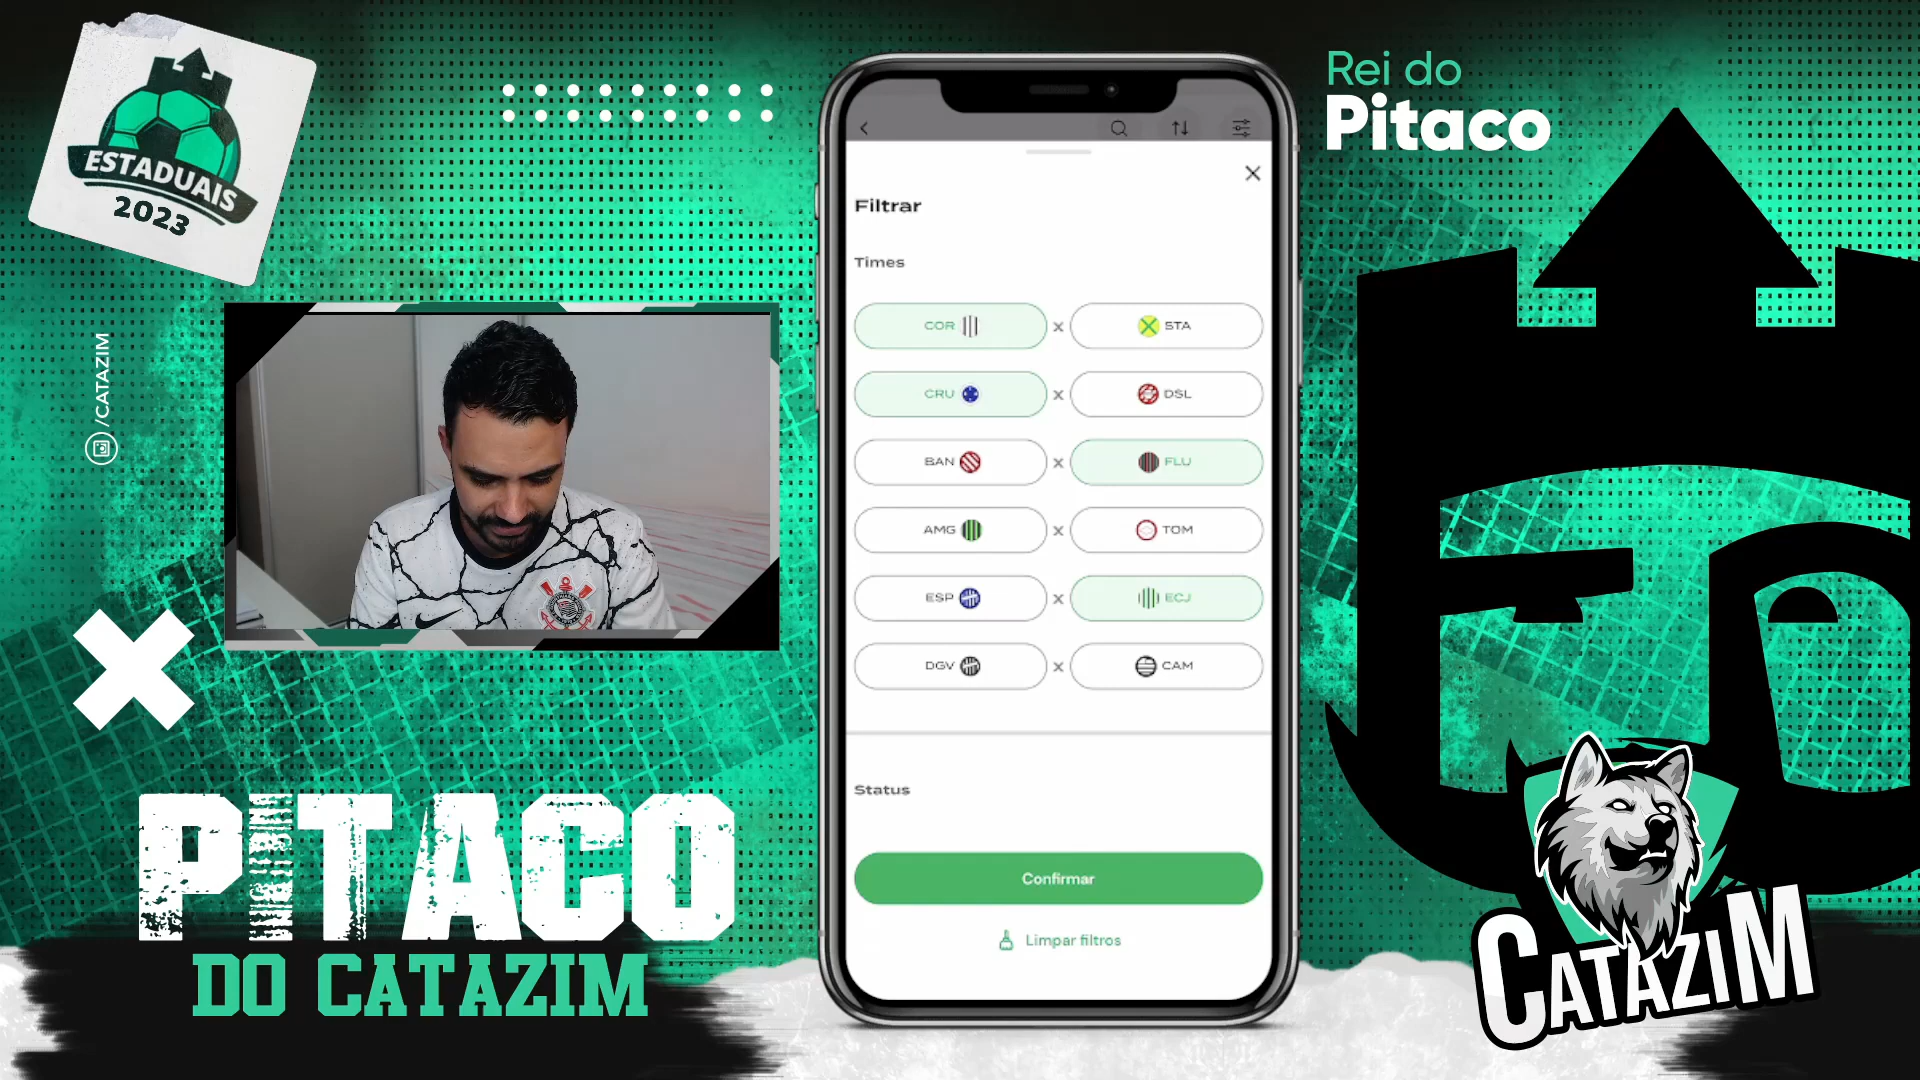 ESTADUAIS
2023
/CATAZIM
PITACO
DO CATAZIM
Filtrar
Times
COR x STA
CRU x DSL
BAN x FLU
AMG x TOM
ESP x ECJ
DGV x CAM
Status
Confirmar
Limpar filtros
Rei do
Pitaco
CATAZIM